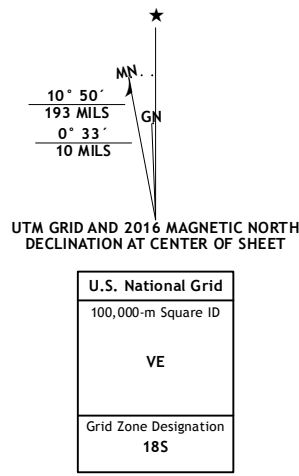 ★
MN
GN
10° 50´
193 MILS
0° 33´
10 MILS
UTM GRID AND 2016 MAGNETIC NORTH
DECLINATION AT CENTER OF SHEET
U.S. National Grid
100,000-m Square ID
VE
Grid Zone Designation
18S